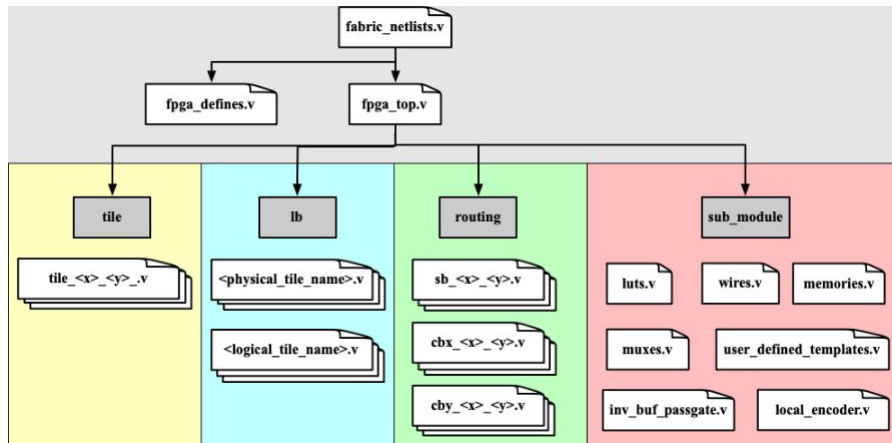 fabric_netlists.v
fpga_defines.v
fpga_top.v
tile
lb
routing
sub_module
tile_<x>_<y>_.v
<physical_tile_name>.v
sb_<x>_<y>.v
luts.v
wires.v
memories.v
<logical_tile_name>.v
cbx_<x>_<y>.v
muxes.v
user_defined_templates.v
cby_<x>_<y>.v
inv_buf_passgate.v
local_encoder.v